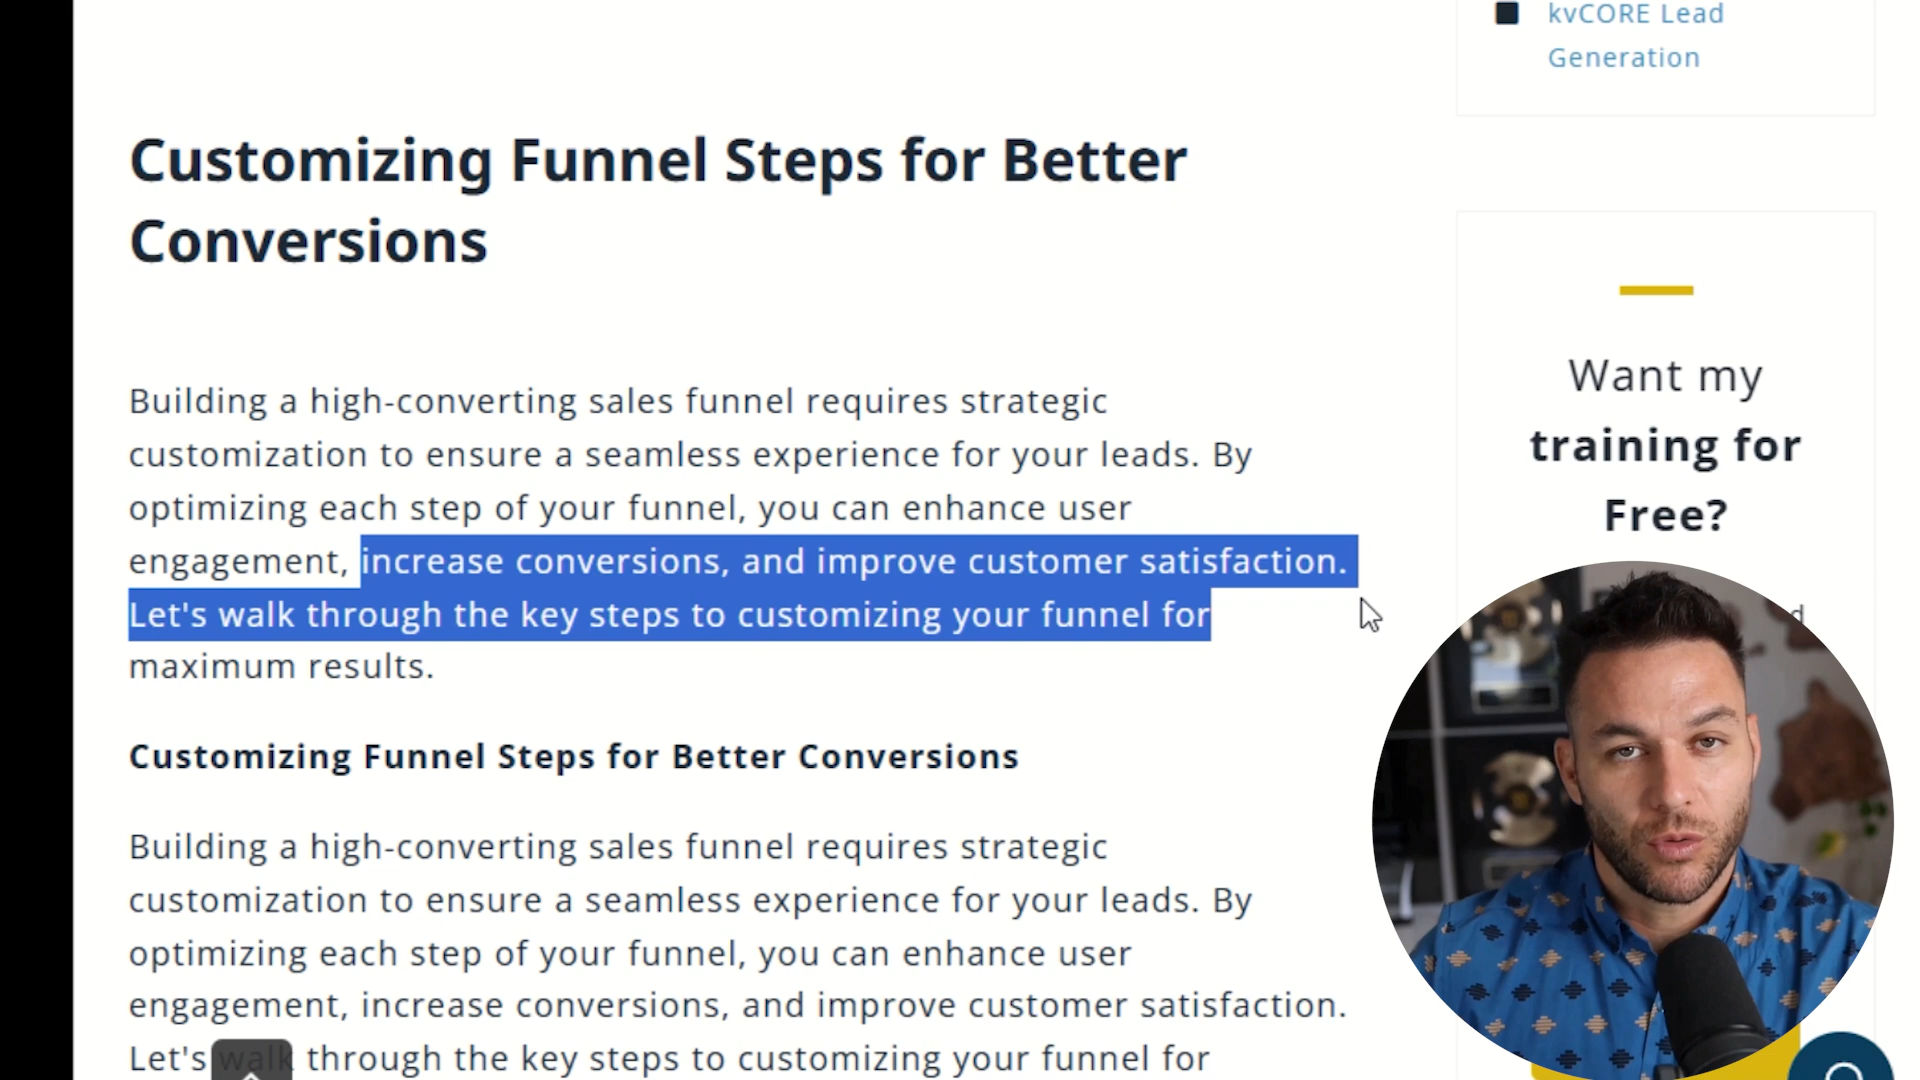 kvCORE Lead
Generation
Customizing Funnel Steps for Better
Conversions
Building a high-converting sales funnel requires strategic
customization to ensure a seamless experience for your leads. By
optimizing each step of your funnel, you can enhance user
engagement, increase conversions, and improve customer satisfaction.
Let's walk through the key steps to customizing your funnel for
maximum results.
Customizing Funnel Steps for Better Conversions
Building a high-converting sales funnel requires strategic
customization to ensure a seamless experience for your leads. By
optimizing each step of your funnel, you can enhance user
engagement, increase conversions, and improve customer satisfaction.
Let's walk through the key steps to customizing your funnel for
Want my
training for
Free?